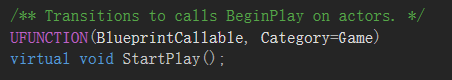 /** Transitions to calls BeginPlay on actors. */
UFUNCTION(BlueprintCallable, Category=Game)
virtual void StartPlay();